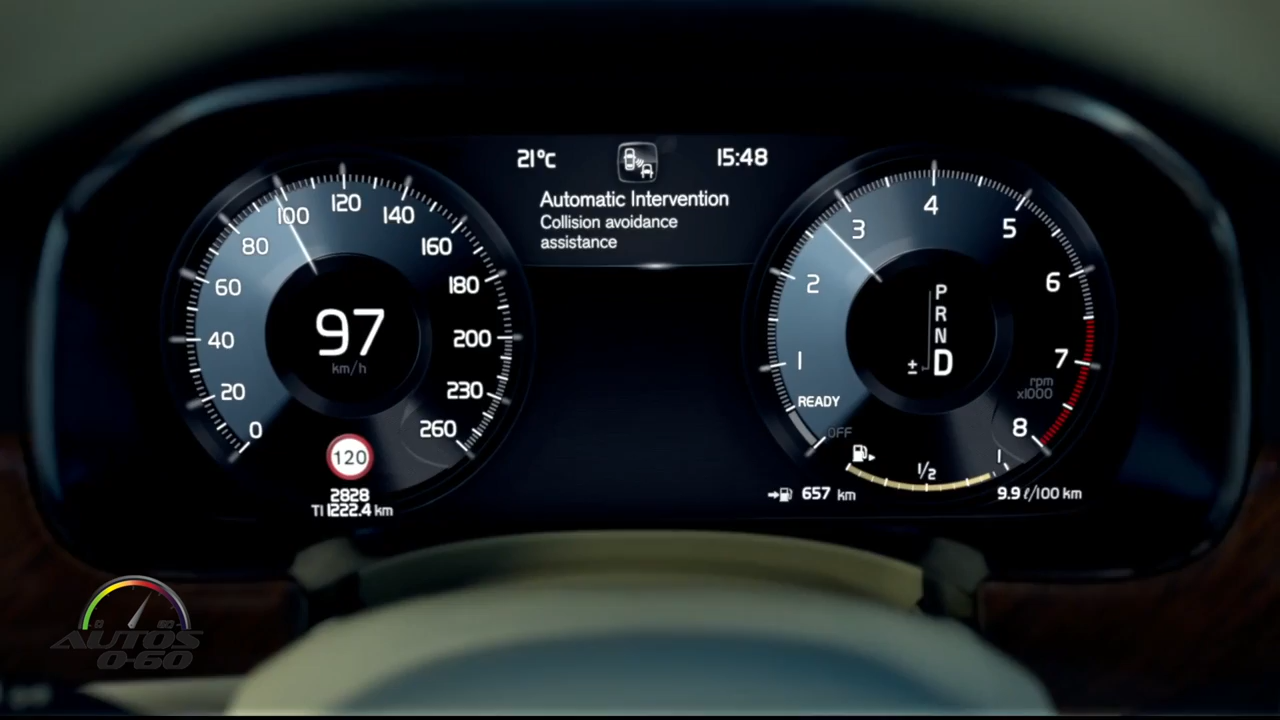 21°C
15:48
Automatic Intervention
Collision avoidance
assistance
0
20
40
60
80
100
120
140
160
180
200
230
260
97
km/h
120
2828
T1 1222.4 km
1
2
3
4
5
6
7
8
rpm
x1000
P
R
N
± D
READY
OFF
1/2
1
657 km
9.9 ℓ/100 km
AUTOS
0-60